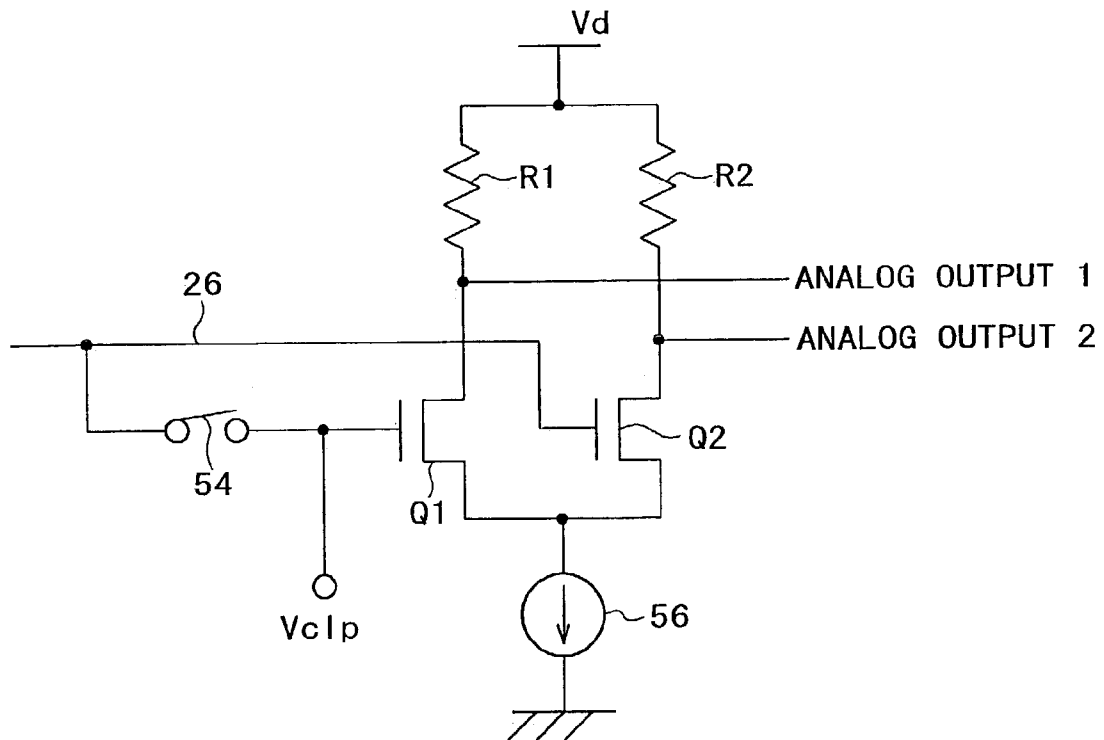 Vd
R1
R2
ANALOG OUTPUT 1
26
ANALOG OUTPUT 2
54
Q1
Q2
Vclp
56